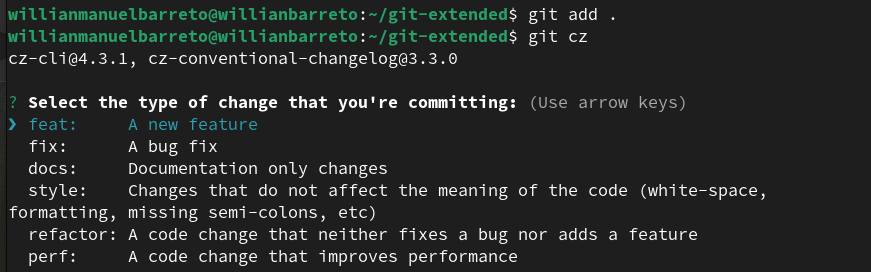 willianmanuelbarreto@willianbarreto:~/git-extended$ git add .
willianmanuelbarreto@willianbarreto:~/git-extended$ git cz
cz-cli@4.3.1, cz-conventional-changelog@3.3.0
? Select the type of change that you're committing: (Use arrow keys)
❯ feat:     A new feature
  fix:      A bug fix
  docs:     Documentation only changes
  style:    Changes that do not affect the meaning of the code (white-space,
formatting, missing semi-colons, etc)
  refactor: A code change that neither fixes a bug nor adds a feature
  perf:     A code change that improves performance